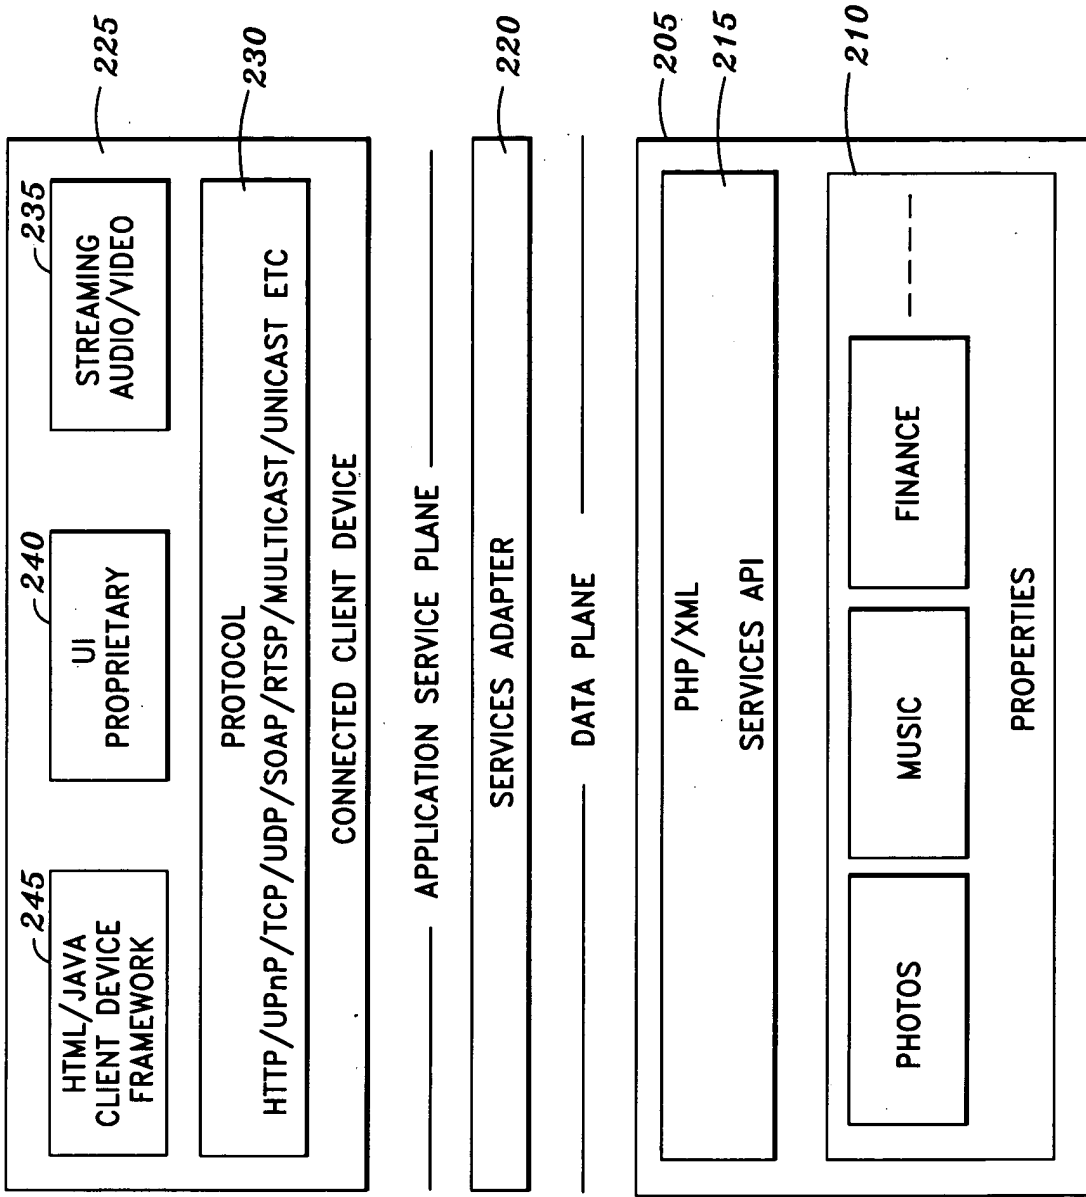 245
HTML/JAVA
CLIENT DEVICE
FRAMEWORK
240
UI
PROPRIETARY
235
STREAMING
AUDIO/VIDEO
225
PROTOCOL
HTTP/UPnP/TCP/UDP/SOAP/RTSP/MULTICAST/UNICAST ETC
230
CONNECTED CLIENT DEVICE
APPLICATION SERVICE PLANE
SERVICES ADAPTER
220
DATA PLANE
205
PHP/XML
SERVICES API
215
210
PHOTOS
MUSIC
FINANCE
PROPERTIES